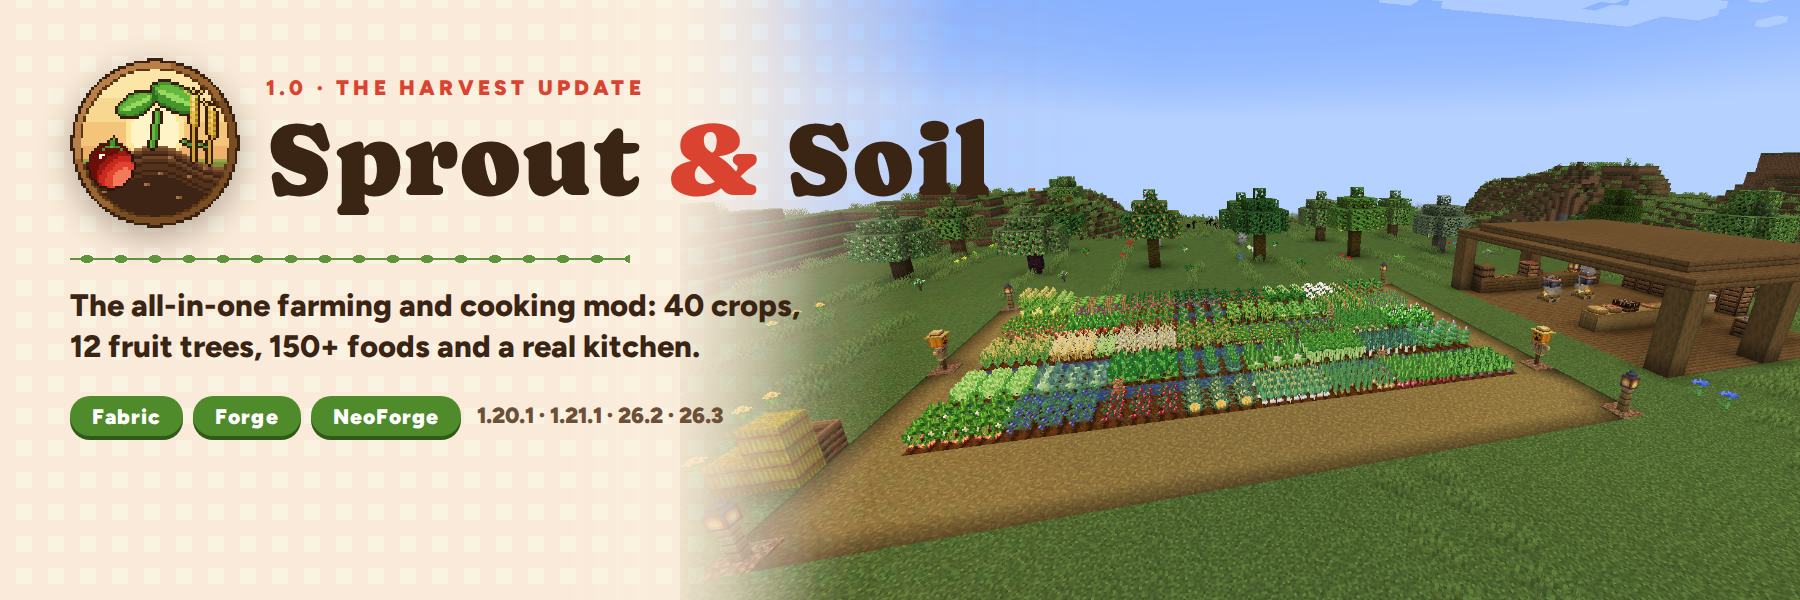 1.0 · THE HARVEST UPDATE
Sprout & Soil
The all-in-one farming and cooking mod: 40 crops,
12 fruit trees, 150+ foods and a real kitchen.
Fabric Forge NeoForge 1.20.1 · 1.21.1 · 26.2 · 26.3